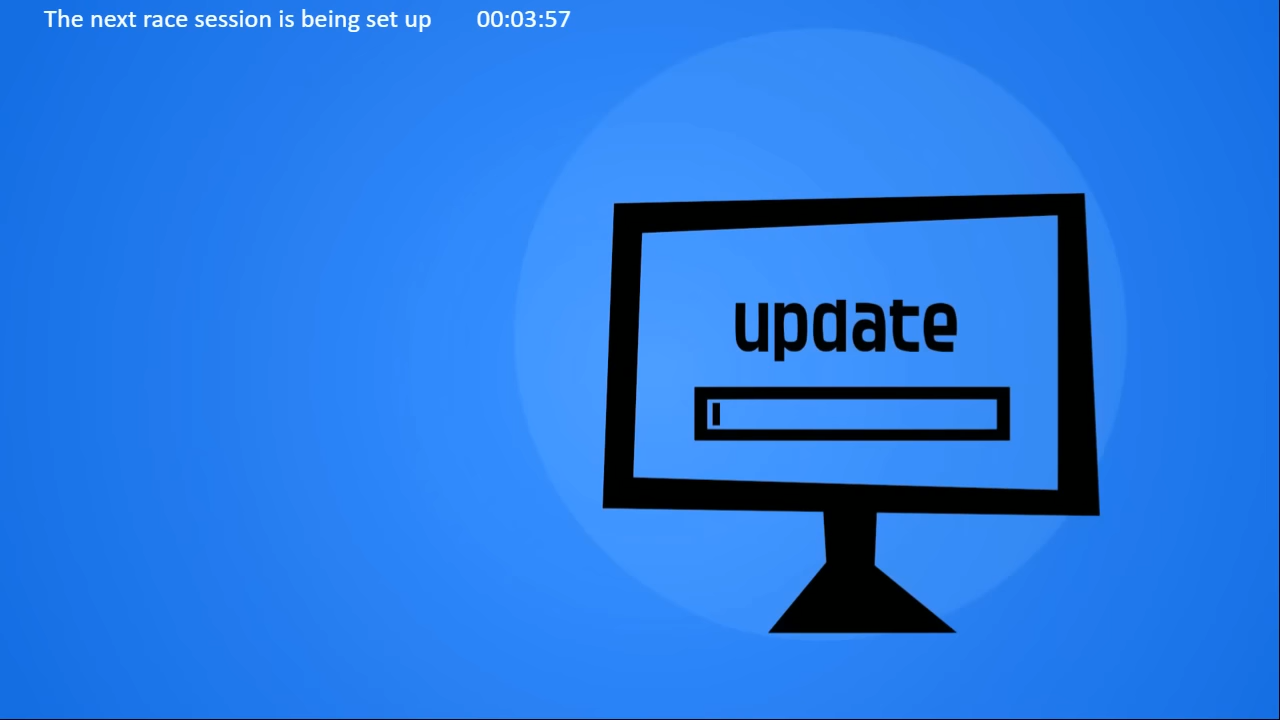 The next race session is being set up 00:03:57
update